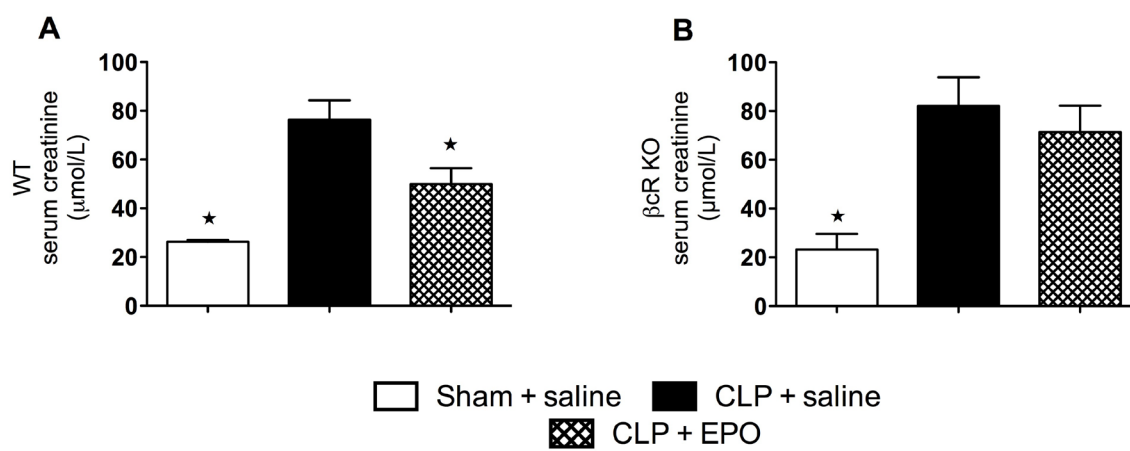 A
WT
serum creatinine
(μmol/L)
100
80
60
40
20
0
★
★
B
βcR KO
serum creatinine
(μmol/L)
100
80
60
40
20
0
★
Sham + saline
CLP + saline
CLP + EPO